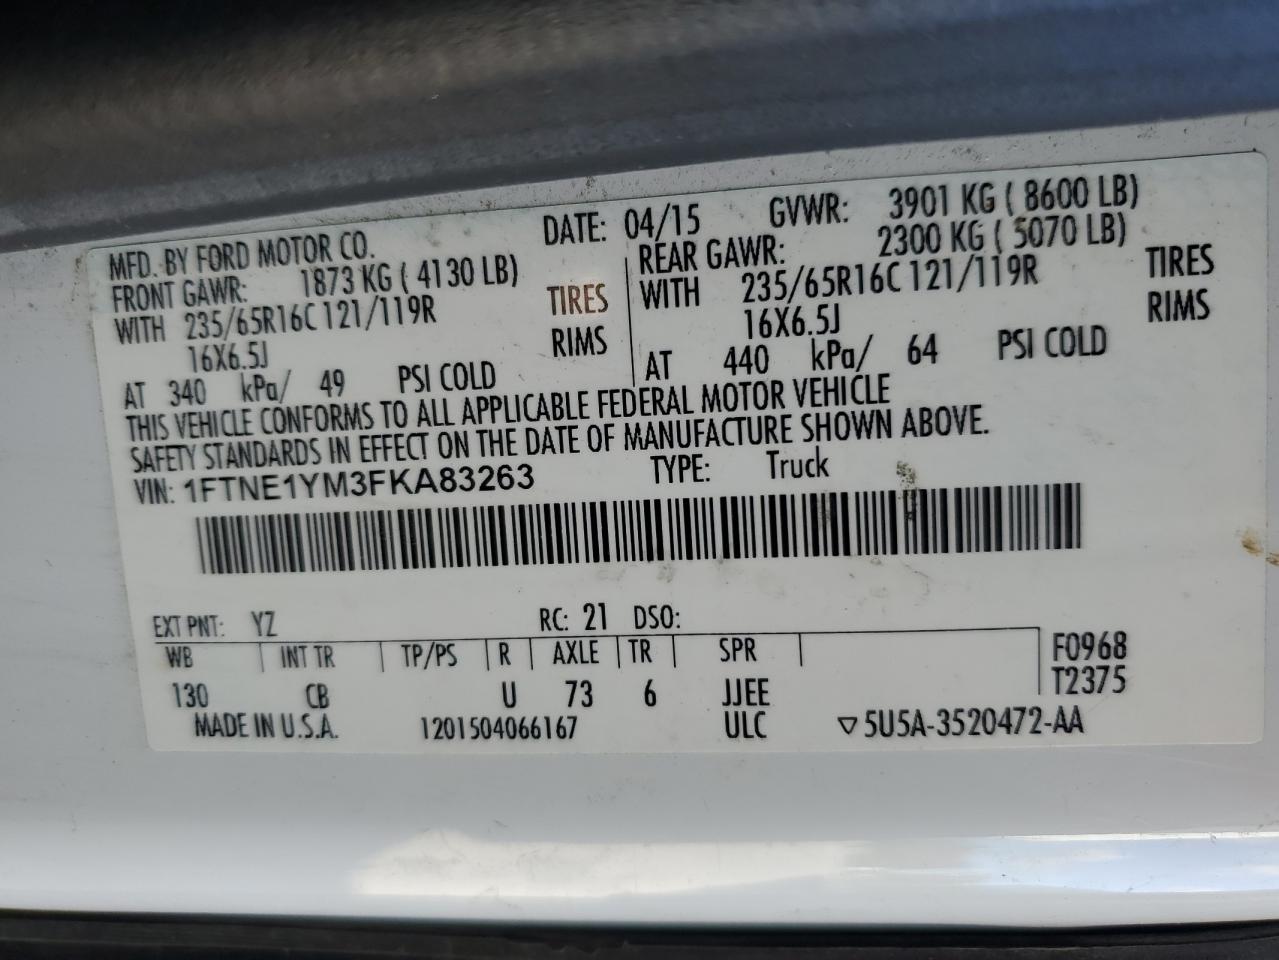 MFD. BY FORD MOTOR CO. DATE: 04/15 GVWR: 3901 KG ( 8600 LB)
FRONT GAWR: 1873 KG ( 4130 LB) REAR GAWR: 2300 KG ( 5070 LB)
WITH 235/65R16C 121/119R TIRES WITH 235/65R16C 121/119R TIRES
16X6.5J RIMS 16X6.5J RIMS
AT 340 kPa/ 49 PSI COLD AT 440 kPa/ 64 PSI COLD
THIS VEHICLE CONFORMS TO ALL APPLICABLE FEDERAL MOTOR VEHICLE
SAFETY STANDARDS IN EFFECT ON THE DATE OF MANUFACTURE SHOWN ABOVE.
VIN: 1FTNE1YM3FKA83263 TYPE: Truck
EXT PNT: YZ RC: 21 DSO:
WB INT TR TP/PS R AXLE TR SPR F0968
130 CB U 73 6 JJEE T2375
MADE IN U.S.A. 1201504066167 ULC ▽5U5A-3520472-AA